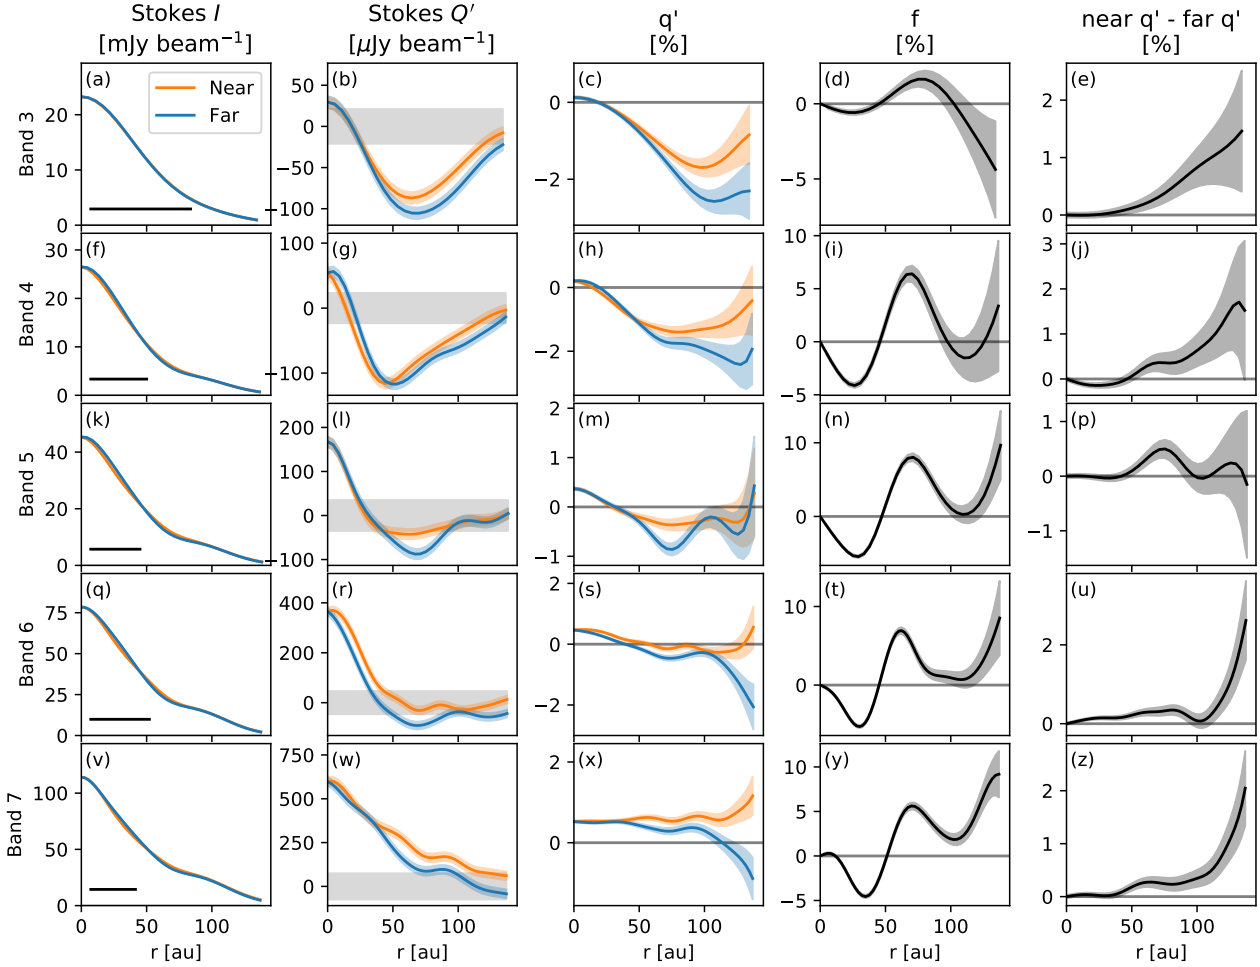 Stokes I Stokes Q′ q' f near q' - far q'
[mJy beam⁻¹] [μJy beam⁻¹] [%] [%] [%]
Band 3
(a) (b) (c) (d) (e)
Near
Far
20 10 0
50 0 −50 −100
0 −2
0 −5
2 1 0
Band 4
(f) (g) (h) (i) (j)
30 20 10 0
100 0 −100
0 −2
10 5 0 −5
3 2 1 0
Band 5
(k) (l) (m) (n) (p)
40 20 0
200 100 0 −100
2 1 0 −1
10 0
1 0 −1
Band 6
(q) (r) (s) (t) (u)
75 50 25 0
400 200 0
2 0 −2
10 0
2 0
Band 7
(v) (w) (x) (y) (z)
100 50 0
750 500 250 0
2 0
10 5 0 −5
2 1 0
0 50 100 0 50 100 0 50 100 0 50 100 0 50 100
r [au] r [au] r [au] r [au] r [au]